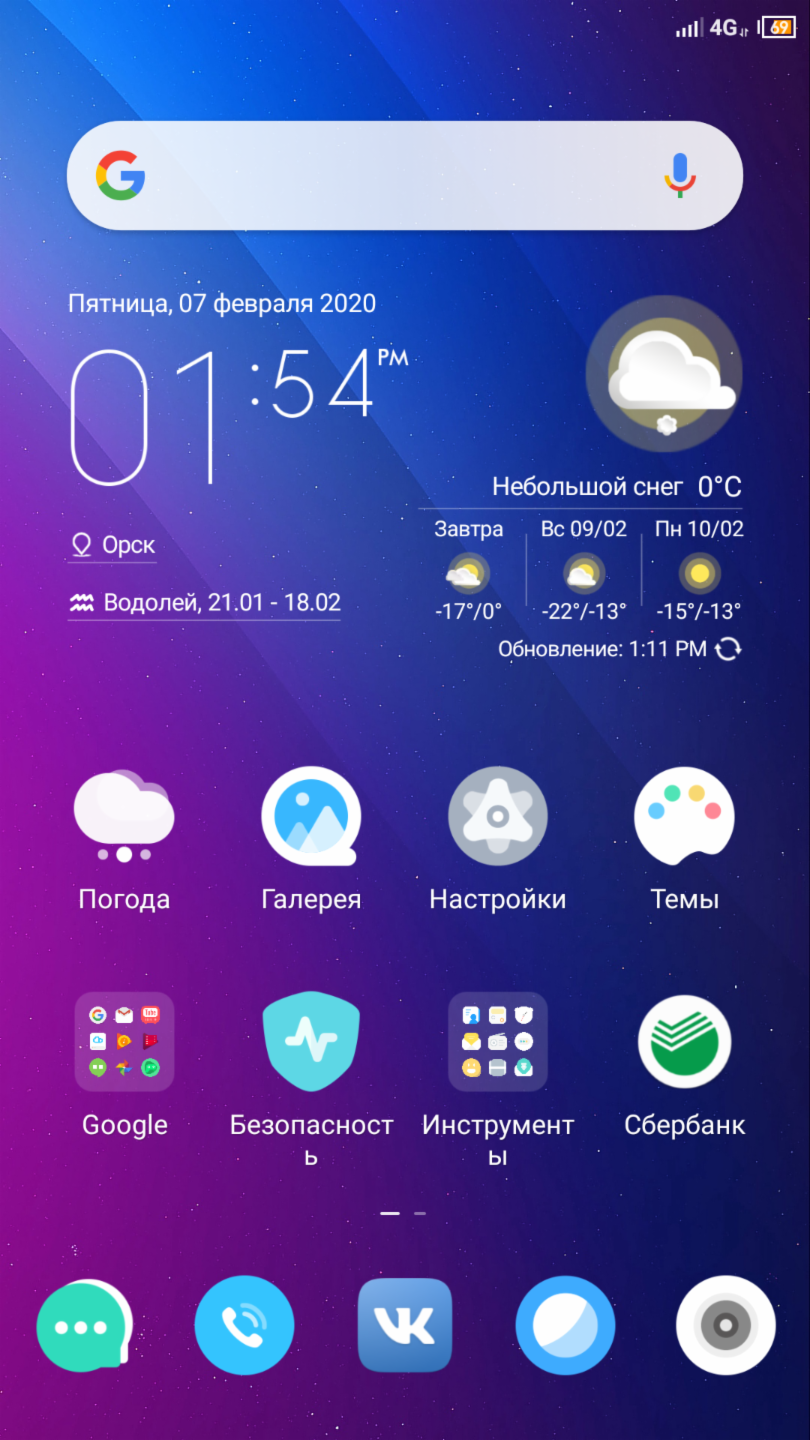 4G 69
Пятница, 07 февраля 2020
01:54 PM
Небольшой снег 0°C
Орск
Водолей, 21.01 - 18.02
Завтра Вс 09/02 Пн 10/02
-17°/0° -22°/-13° -15°/-13°
Обновление: 1:11 PM
Погода Галерея Настройки Темы
Google Безопасност Инструмент Сбербанк
ь ы